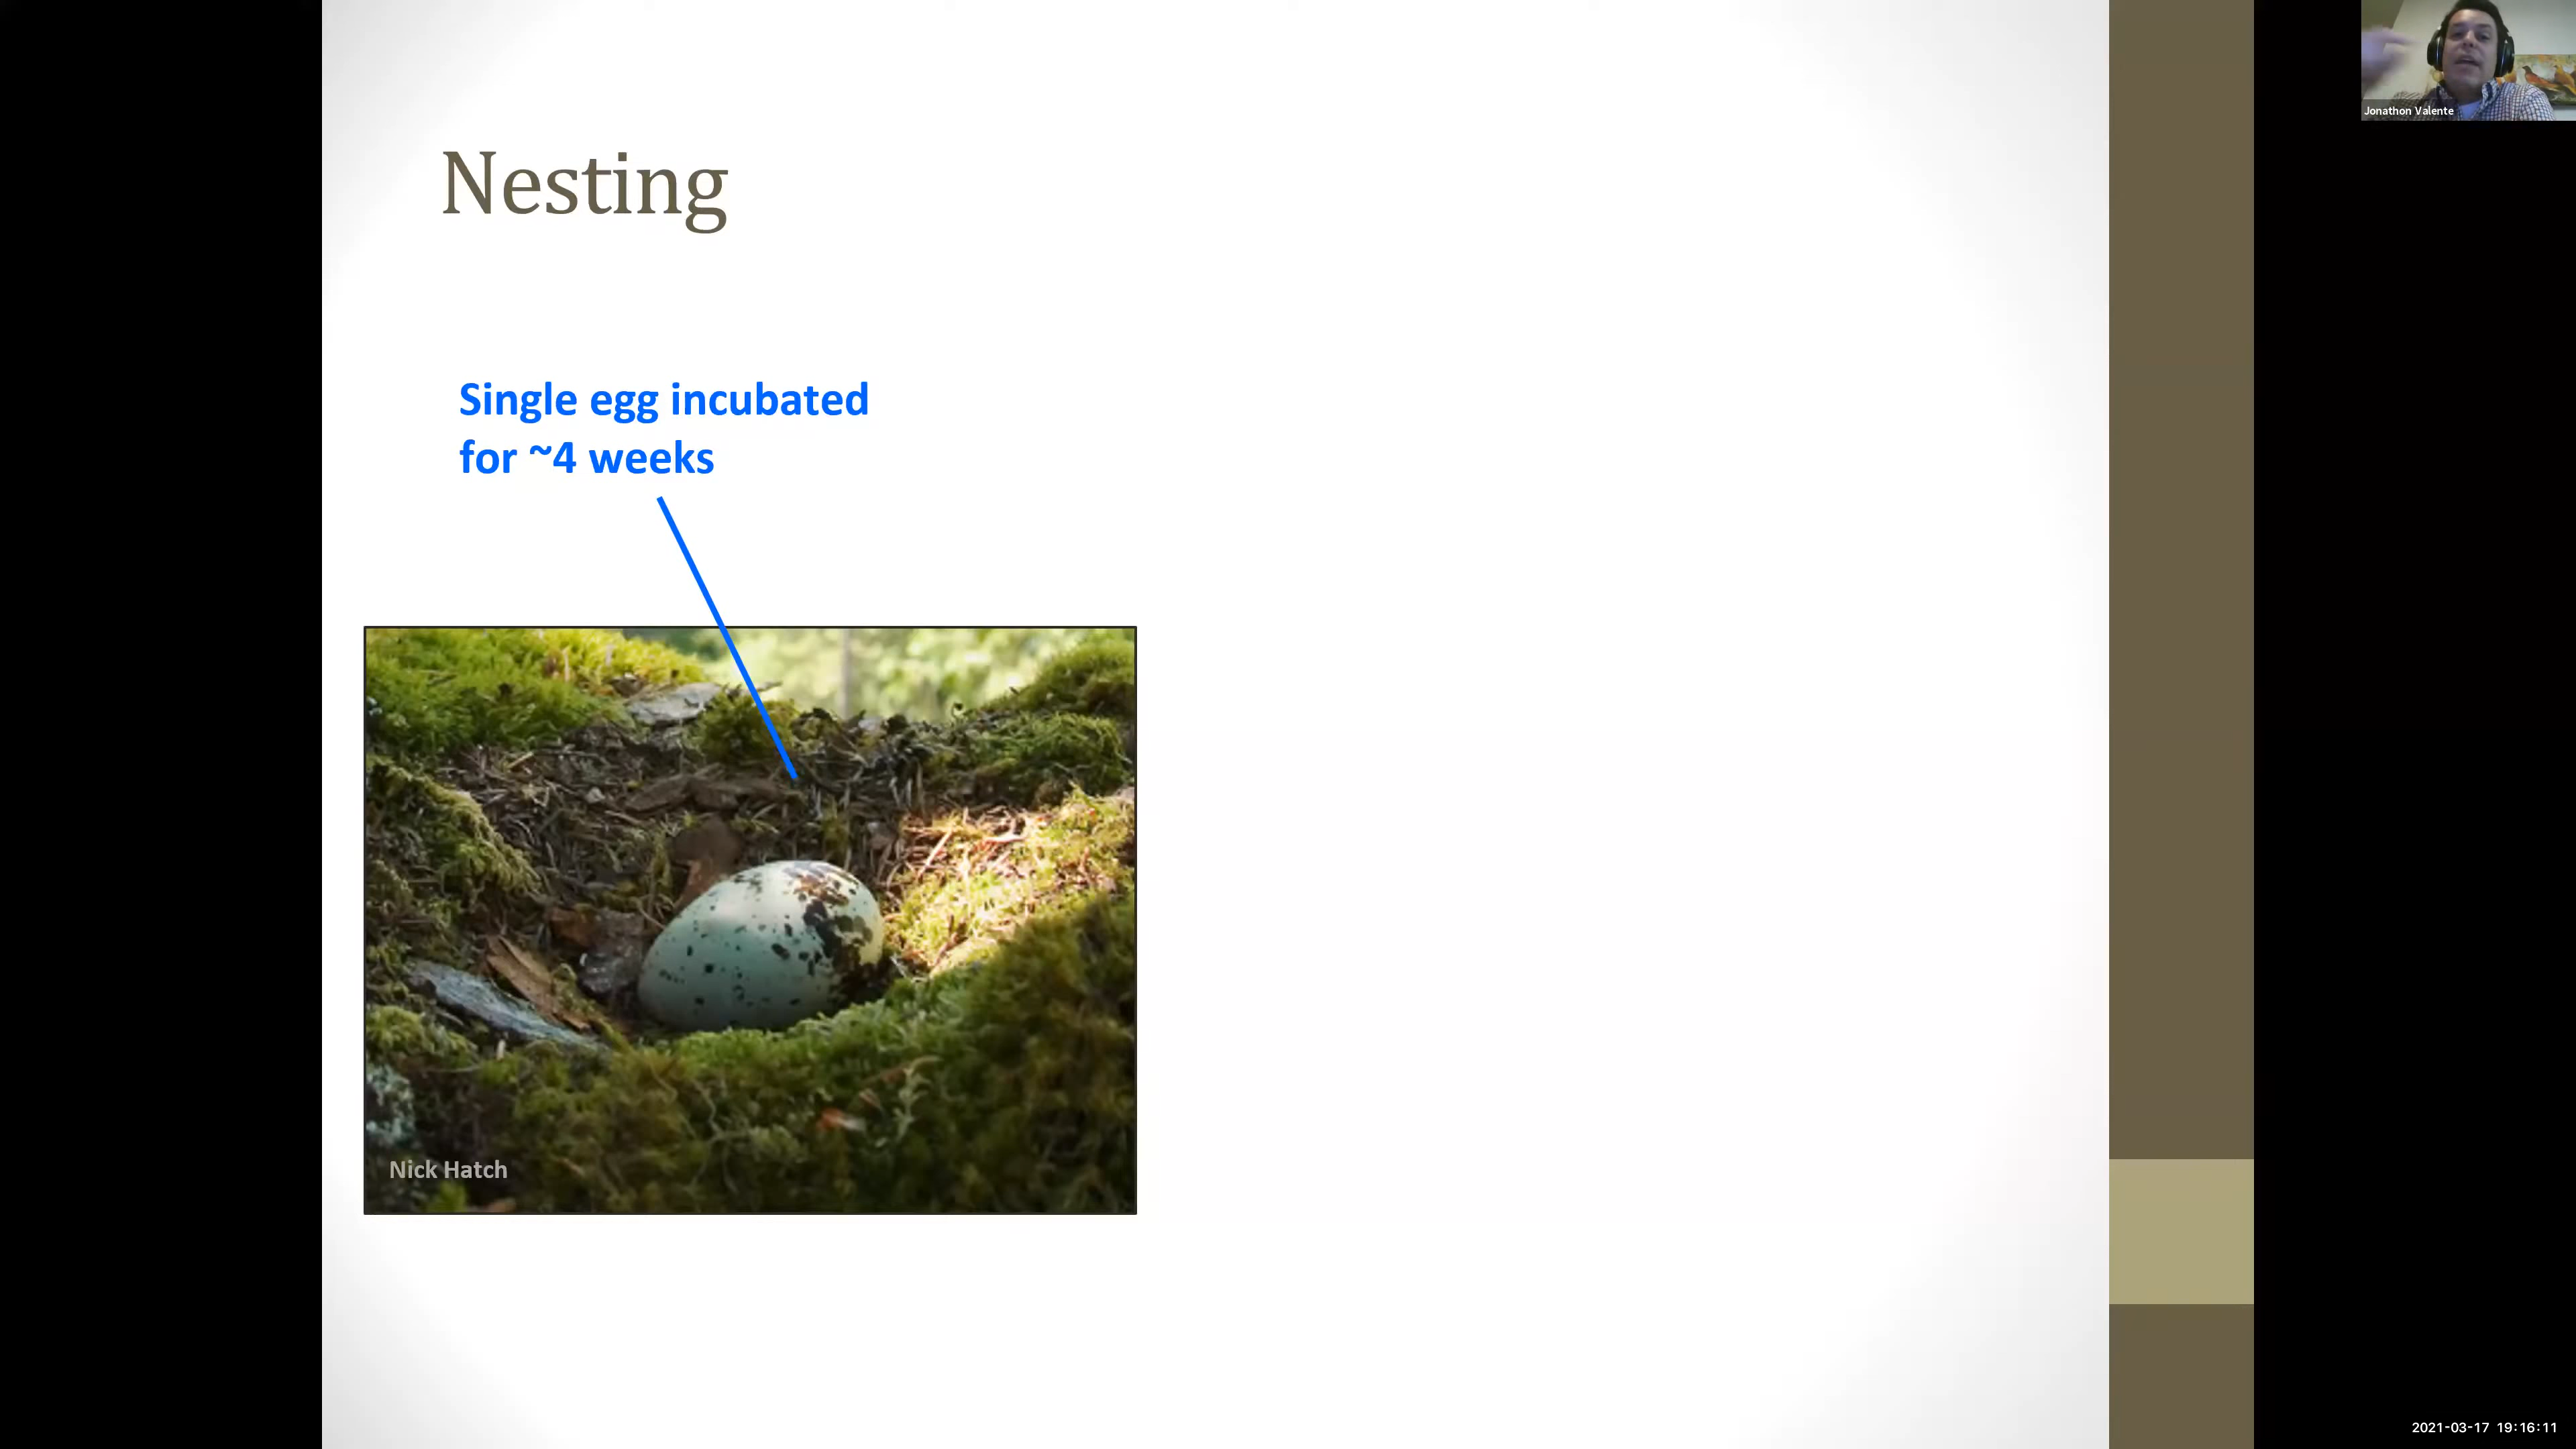 Jonathon Valente
Nesting
Single egg incubated
for ~4 weeks
Nick Hatch
2021-03-17 19:16:11